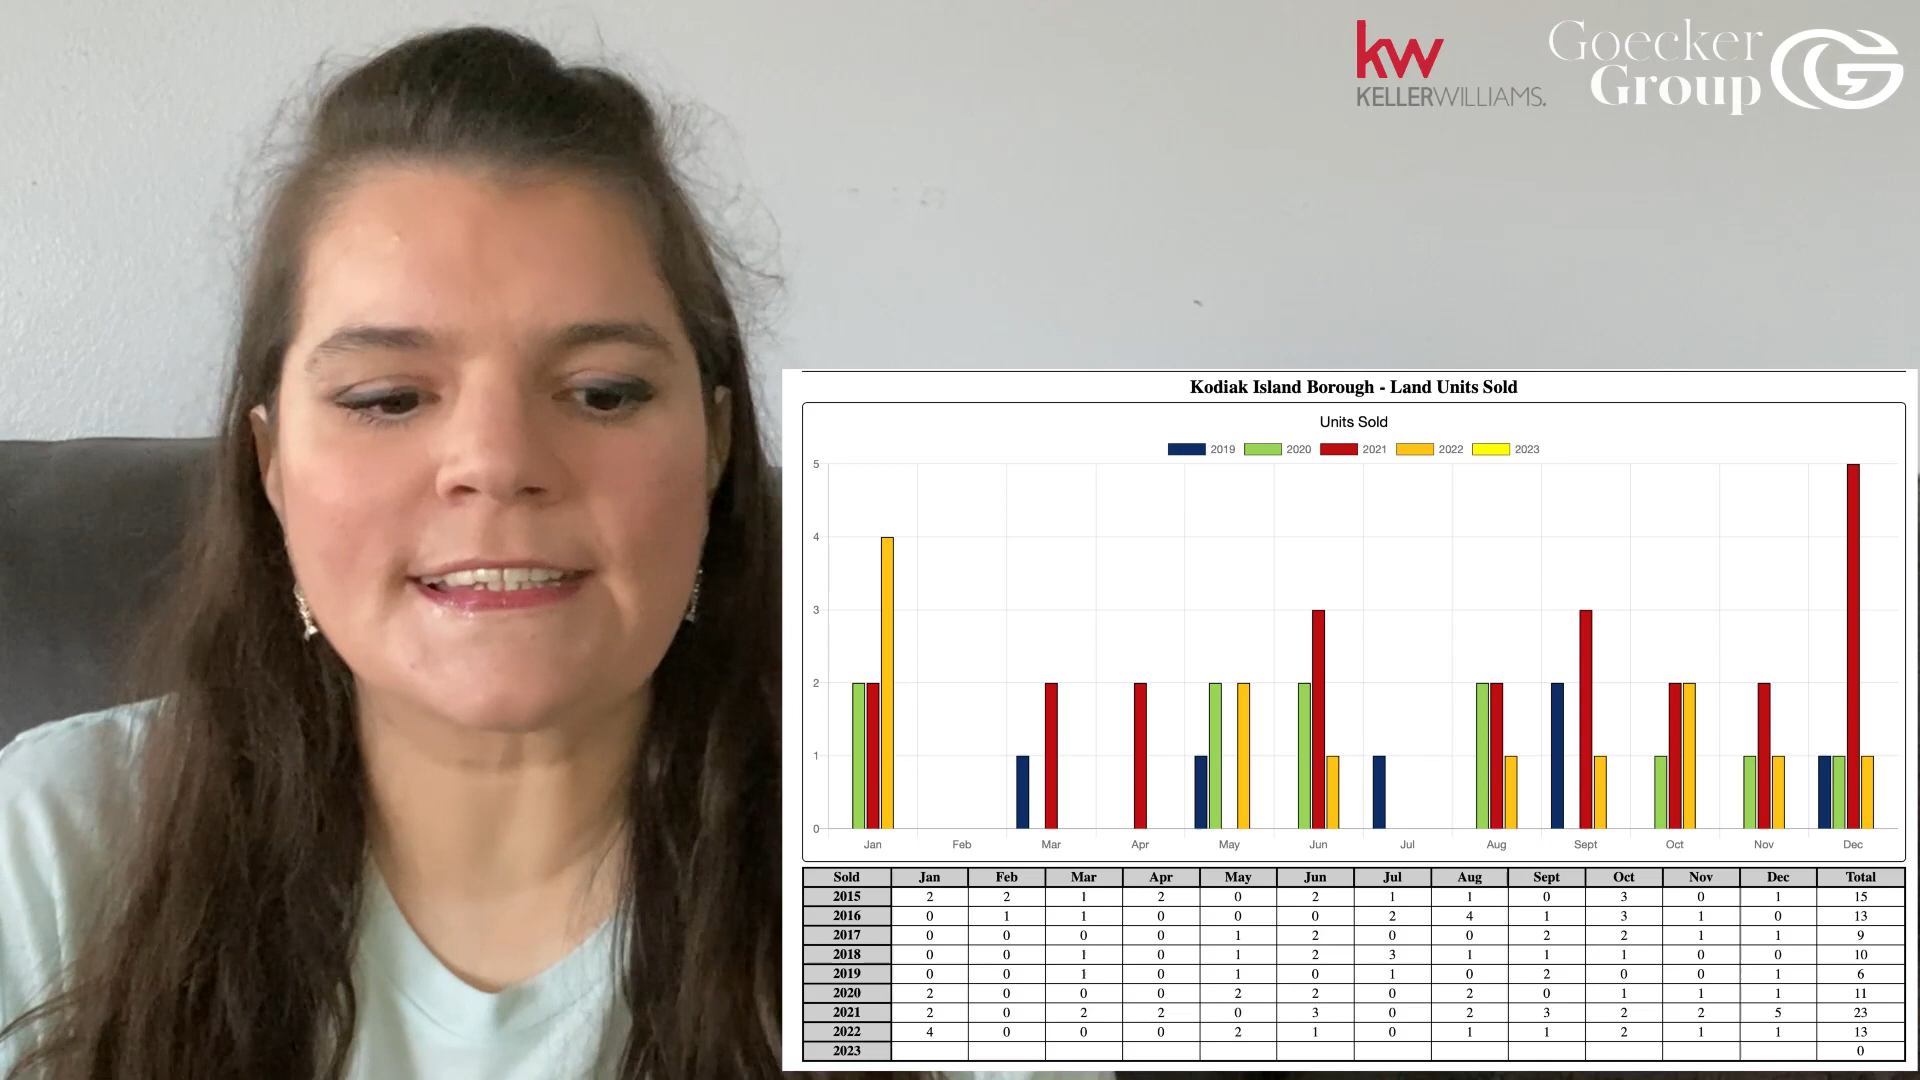 kw
KELLERWILLIAMS.
Goecker
Group
Kodiak Island Borough - Land Units Sold
Units Sold
2019 2020 2021 2022 2023
5
4
3
2
1
0
Jan Feb Mar Apr May Jun Jul Aug Sept Oct Nov Dec
Sold Jan Feb Mar Apr May Jun Jul Aug Sept Oct Nov Dec Total
2015 2 2 1 2 0 2 1 1 0 3 0 1 15
2016 0 1 1 0 0 0 2 4 1 3 1 0 13
2017 0 0 0 0 1 2 0 0 2 2 1 1 9
2018 0 0 1 0 1 2 3 1 1 1 0 0 10
2019 0 0 1 0 1 0 1 0 2 0 0 1 6
2020 2 0 0 0 2 2 0 2 0 1 1 1 11
2021 2 0 2 2 0 3 0 2 3 2 2 5 23
2022 4 0 0 0 2 1 0 1 1 2 1 1 13
2023 0